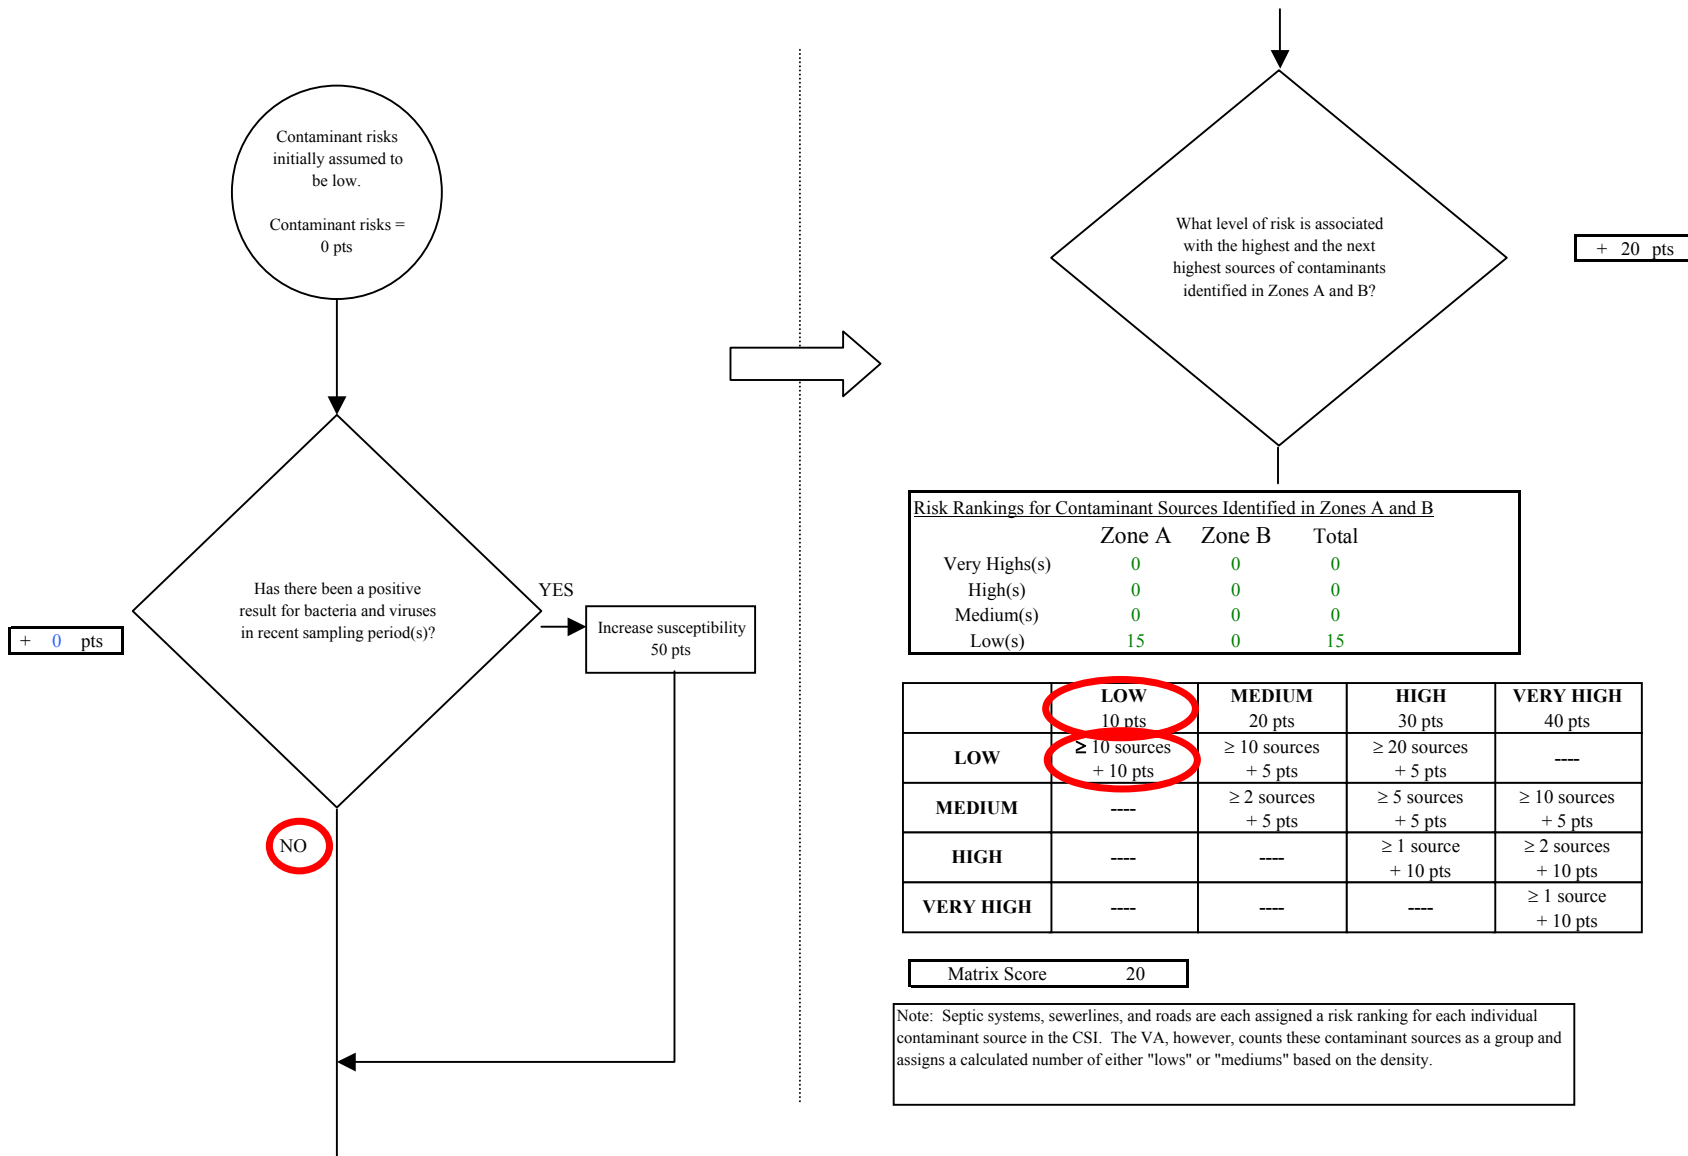 Contaminant risks
initially assumed to
be low.
Contaminant risks =
0 pts
Has there been a positive
result for bacteria and viruses
in recent sampling period(s)?
YES
+ 0 pts
Increase susceptibility
50 pts
NO
What level of risk is associated
with the highest and the next
highest sources of contaminants
identified in Zones A and B?
+ 20 pts
Risk Rankings for Contaminant Sources Identified in Zones A and B
Zone A Zone B Total
Very Highs(s) 0 0 0
High(s) 0 0 0
Medium(s) 0 0 0
Low(s) 15 0 15
LOW MEDIUM HIGH VERY HIGH
10 pts 20 pts 30 pts 40 pts
LOW ≥ 10 sources ≥ 10 sources ≥ 20 sources ----
+ 10 pts + 5 pts + 5 pts
MEDIUM ---- ≥ 2 sources ≥ 5 sources ≥ 10 sources
+ 5 pts + 5 pts + 5 pts
HIGH ---- ---- ≥ 1 source ≥ 2 sources
+ 10 pts + 10 pts
VERY HIGH ---- ---- ---- ≥ 1 source
+ 10 pts
Matrix Score 20
Note: Septic systems, sewerlines, and roads are each assigned a risk ranking for each individual
contaminant source in the CSI. The VA, however, counts these contaminant sources as a group and
assigns a calculated number of either "lows" or "mediums" based on the density.